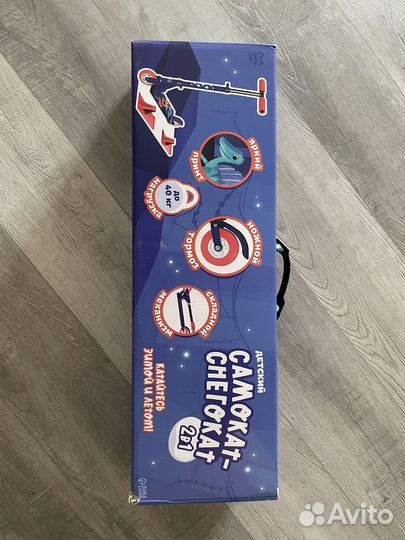 ДЕТСКИЙ
САМОКАТ-
СНЕГОКАТ
2в1
КАТАЙТЕСЬ
ЗИМОЙ И ЛЕТОМ!
СКЛАДНОЙ
МЕХАНИЗМ
НОЖНОЙ
ТОРМОЗ
НАГРУЗКА
ДО
40 КГ
ЯРКИЙ
ПРИНТ
Avito